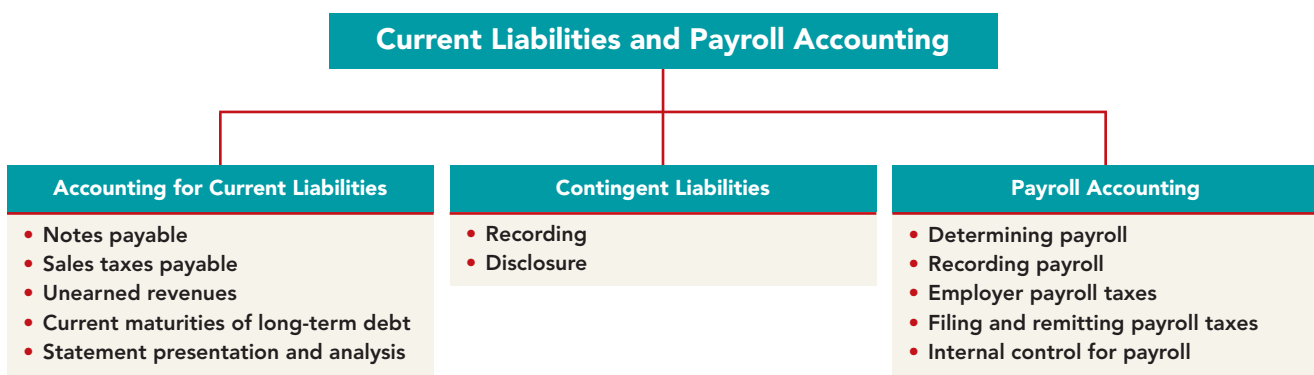 Current Liabilities and Payroll Accounting
Accounting for Current Liabilities
• Notes payable
• Sales taxes payable
• Unearned revenues
• Current maturities of long-term debt
• Statement presentation and analysis
Contingent Liabilities
• Recording
• Disclosure
Payroll Accounting
• Determining payroll
• Recording payroll
• Employer payroll taxes
• Filing and remitting payroll taxes
• Internal control for payroll